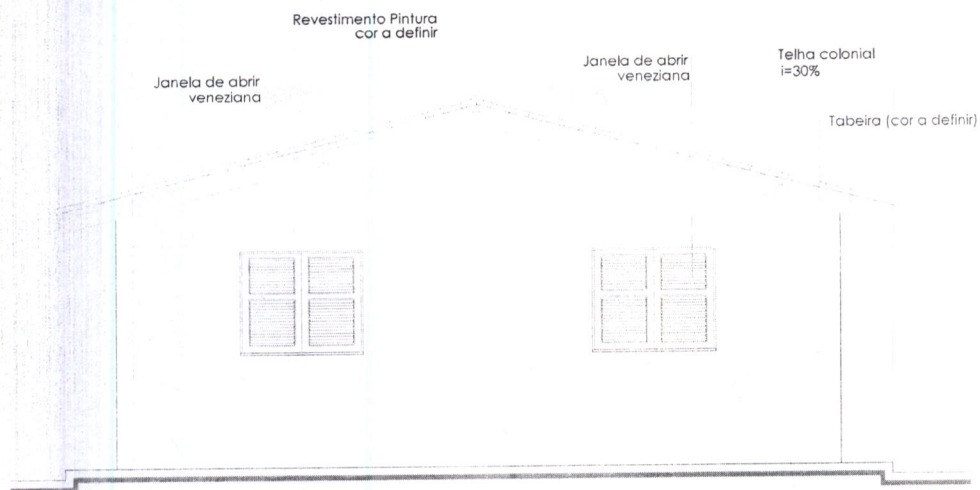 Revestimento Pintura
cor a definir
Janela de abrir
veneziana
Janela de abrir
veneziana
Telha colonial
i=30%
Tabeira (cor a definir)